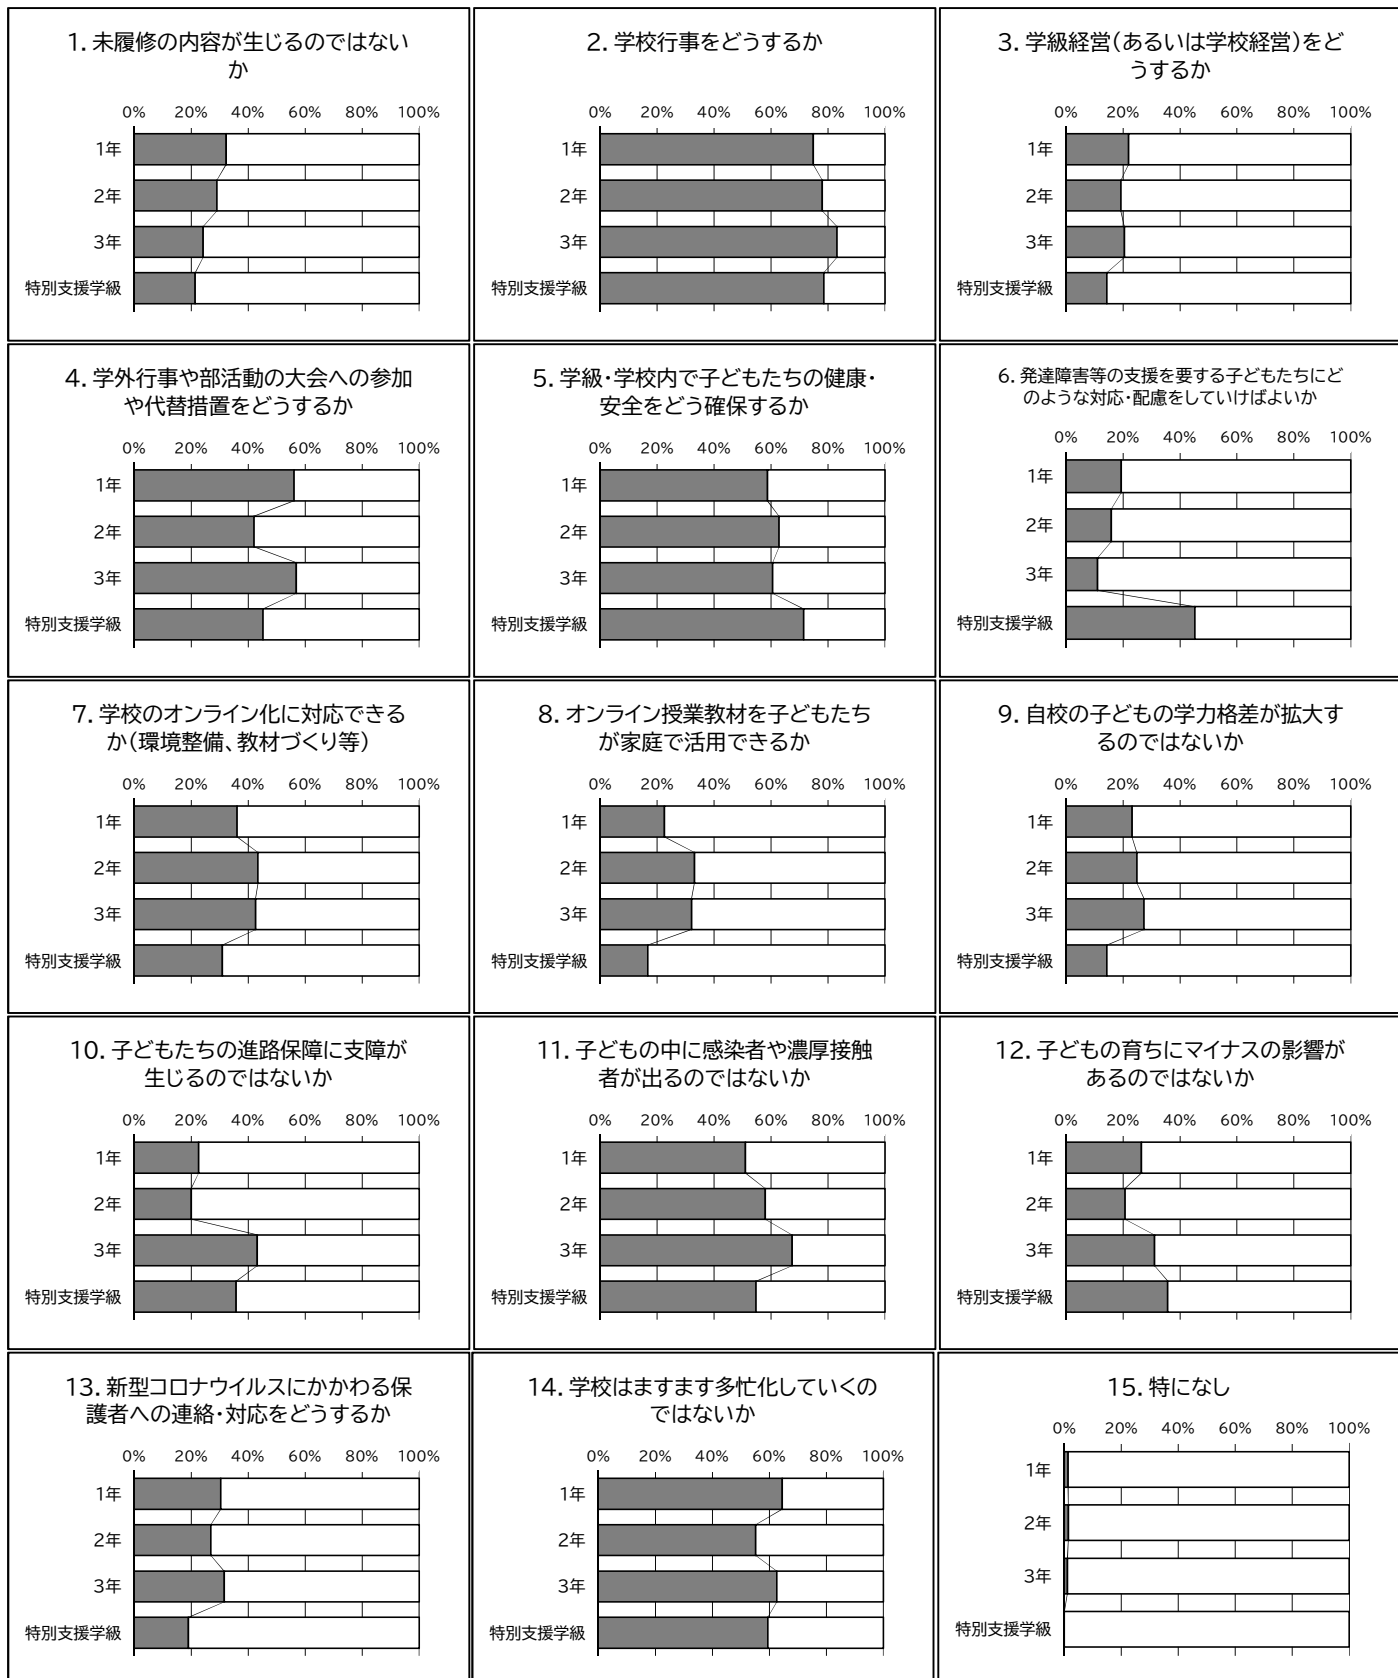 1. 未履修の内容が生じるのではない
か
0% 20% 40% 60% 80% 100%
1年
2年
3年
特別支援学級
2. 学校行事をどうするか
0% 20% 40% 60% 80% 100%
1年
2年
3年
特別支援学級
3. 学級経営(あるいは学校経営)をど
うするか
0% 20% 40% 60% 80% 100%
1年
2年
3年
特別支援学級
4. 学外行事や部活動の大会への参加
や代替措置をどうするか
0% 20% 40% 60% 80% 100%
1年
2年
3年
特別支援学級
5. 学級・学校内で子どもたちの健康・
安全をどう確保するか
0% 20% 40% 60% 80% 100%
1年
2年
3年
特別支援学級
6. 発達障害等の支援を要する子どもたちにど
のような対応・配慮をしていけばよいか
0% 20% 40% 60% 80% 100%
1年
2年
3年
特別支援学級
7. 学校のオンライン化に対応できる
か(環境整備、教材づくり等)
0% 20% 40% 60% 80% 100%
1年
2年
3年
特別支援学級
8. オンライン授業教材を子どもたち
が家庭で活用できるか
0% 20% 40% 60% 80% 100%
1年
2年
3年
特別支援学級
9. 自校の子どもの学力格差が拡大す
るのではないか
0% 20% 40% 60% 80% 100%
1年
2年
3年
特別支援学級
10. 子どもたちの進路保障に支障が
生じるのではないか
0% 20% 40% 60% 80% 100%
1年
2年
3年
特別支援学級
11. 子どもの中に感染者や濃厚接触
者が出るのではないか
0% 20% 40% 60% 80% 100%
1年
2年
3年
特別支援学級
12. 子どもの育ちにマイナスの影響が
あるのではないか
0% 20% 40% 60% 80% 100%
1年
2年
3年
特別支援学級
13. 新型コロナウイルスにかかわる保
護者への連絡・対応をどうするか
0% 20% 40% 60% 80% 100%
1年
2年
3年
特別支援学級
14. 学校はますます多忙化していくの
ではないか
0% 20% 40% 60% 80% 100%
1年
2年
3年
特別支援学級
15. 特になし
0% 20% 40% 60% 80% 100%
1年
2年
3年
特別支援学級